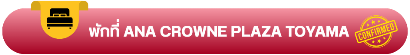 พักที่ ANA CROWNE PLAZA TOYAMA
CONFIRMED